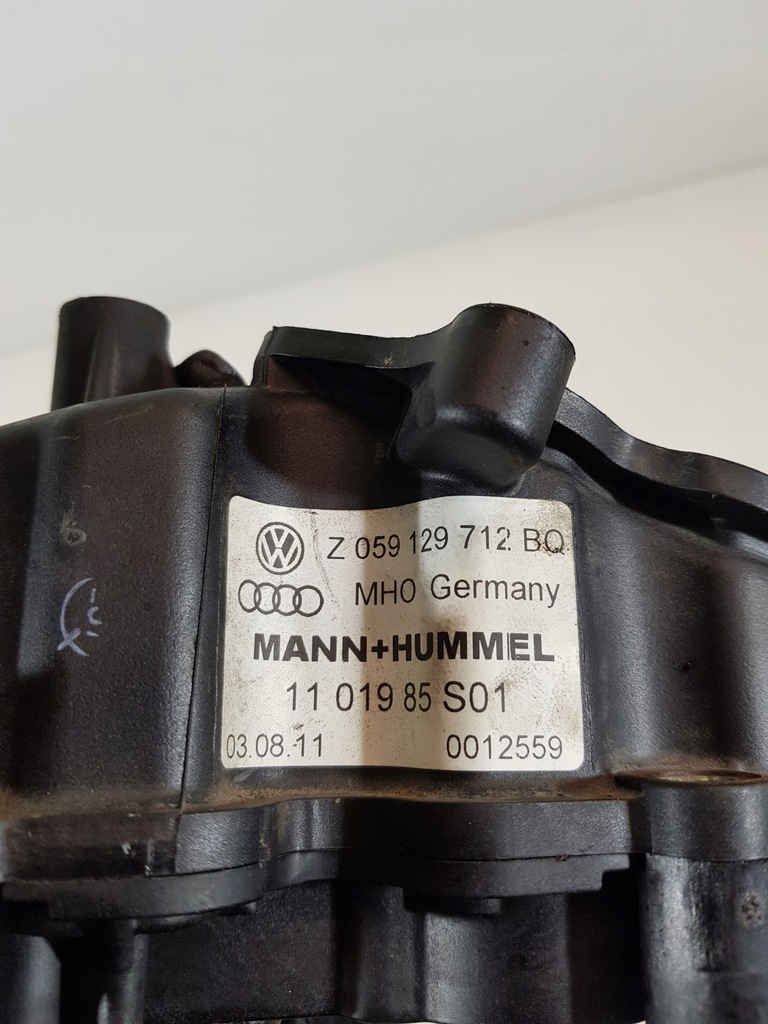 Z 059 129 712 BQ
MHO Germany
MANN+HUMMEL
11 019 85 S01
03.08.11 0012559